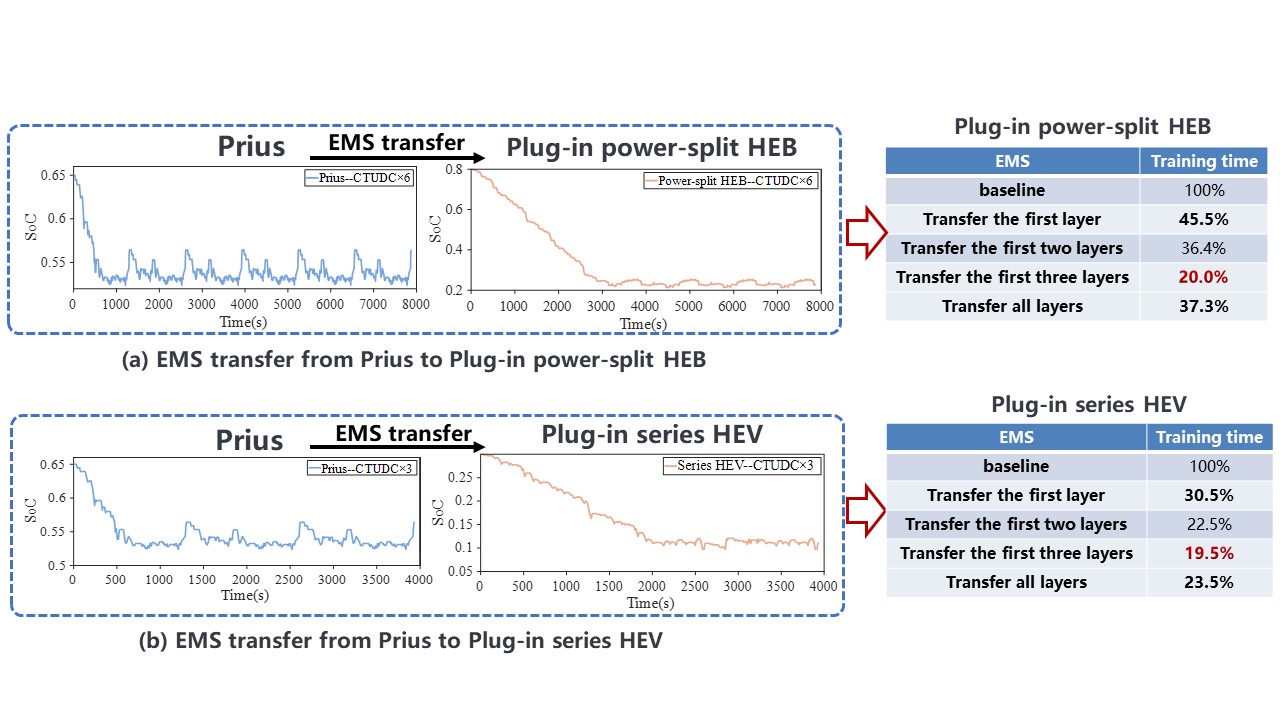 Prius
EMS transfer
Plug-in power-split HEB
Prius--CTUDC×6
0.65
0.6
0.55
SoC
0 1000 2000 3000 4000 5000 6000 7000 8000
Time(s)
Power-split HEB--CTUDC×6
0.8
0.6
0.4
0.2
SoC
0 1000 2000 3000 4000 5000 6000 7000 8000
Time(s)
(a) EMS transfer from Prius to Plug-in power-split HEB
Plug-in power-split HEB
EMS Training time
baseline 100%
Transfer the first layer 45.5%
Transfer the first two layers 36.4%
Transfer the first three layers 20.0%
Transfer all layers 37.3%
Prius
EMS transfer
Plug-in series HEV
Prius--CTUDC×3
0.65
0.6
0.55
0.5
SoC
0 500 1000 1500 2000 2500 3000 3500 4000
Time(s)
Series HEV--CTUDC×3
0.25
0.2
0.15
0.1
0.05
SoC
0 500 1000 1500 2000 2500 3000 3500 4000
Time(s)
(b) EMS transfer from Prius to Plug-in series HEV
Plug-in series HEV
EMS Training time
baseline 100%
Transfer the first layer 30.5%
Transfer the first two layers 22.5%
Transfer the first three layers 19.5%
Transfer all layers 23.5%